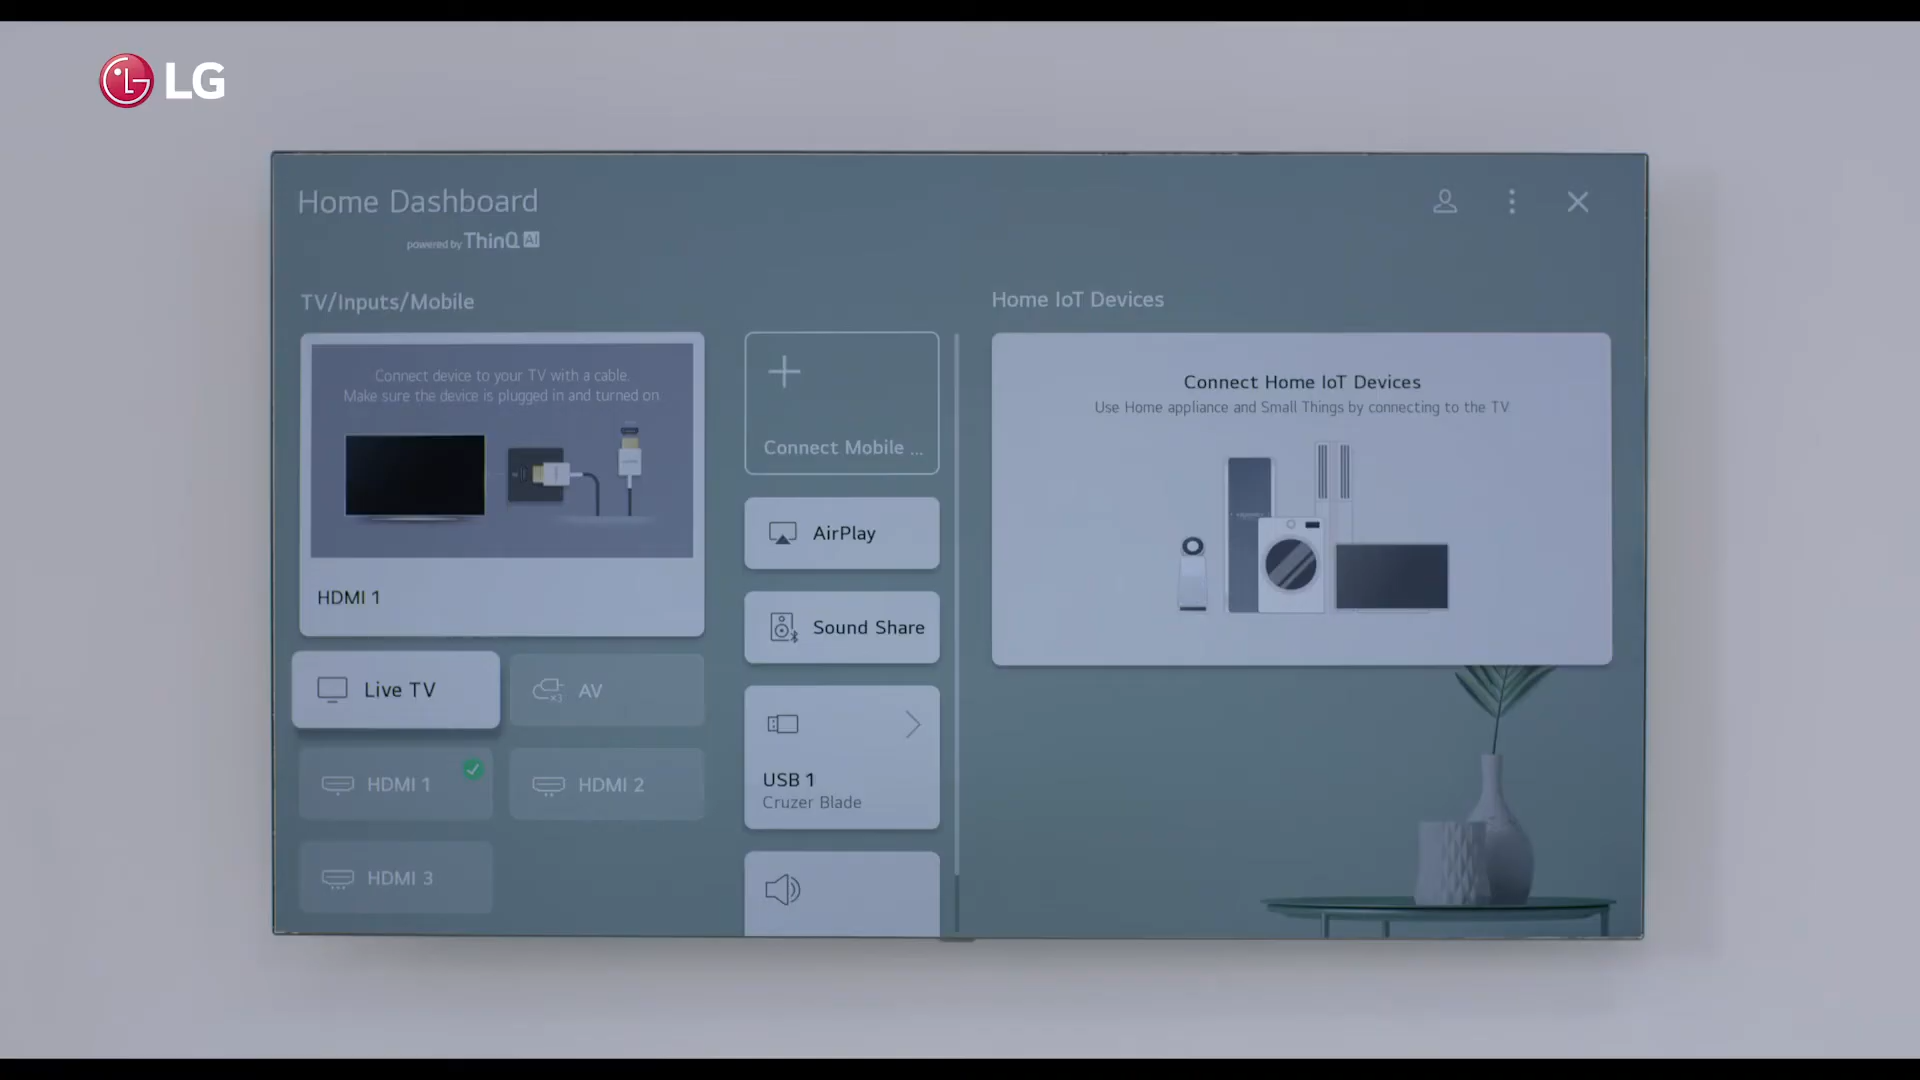 LG
Home Dashboard
powered by ThinQ AI
TV/Inputs/Mobile
Connect device to your TV with a cable.
Make sure the device is plugged in and turned on
HDMI 1
Live TV
AV
HDMI 1
HDMI 2
HDMI 3
Connect Mobile ...
AirPlay
Sound Share
USB 1
Cruzer Blade
Home IoT Devices
Connect Home IoT Devices
Use Home appliance and Small Things by connecting to the TV